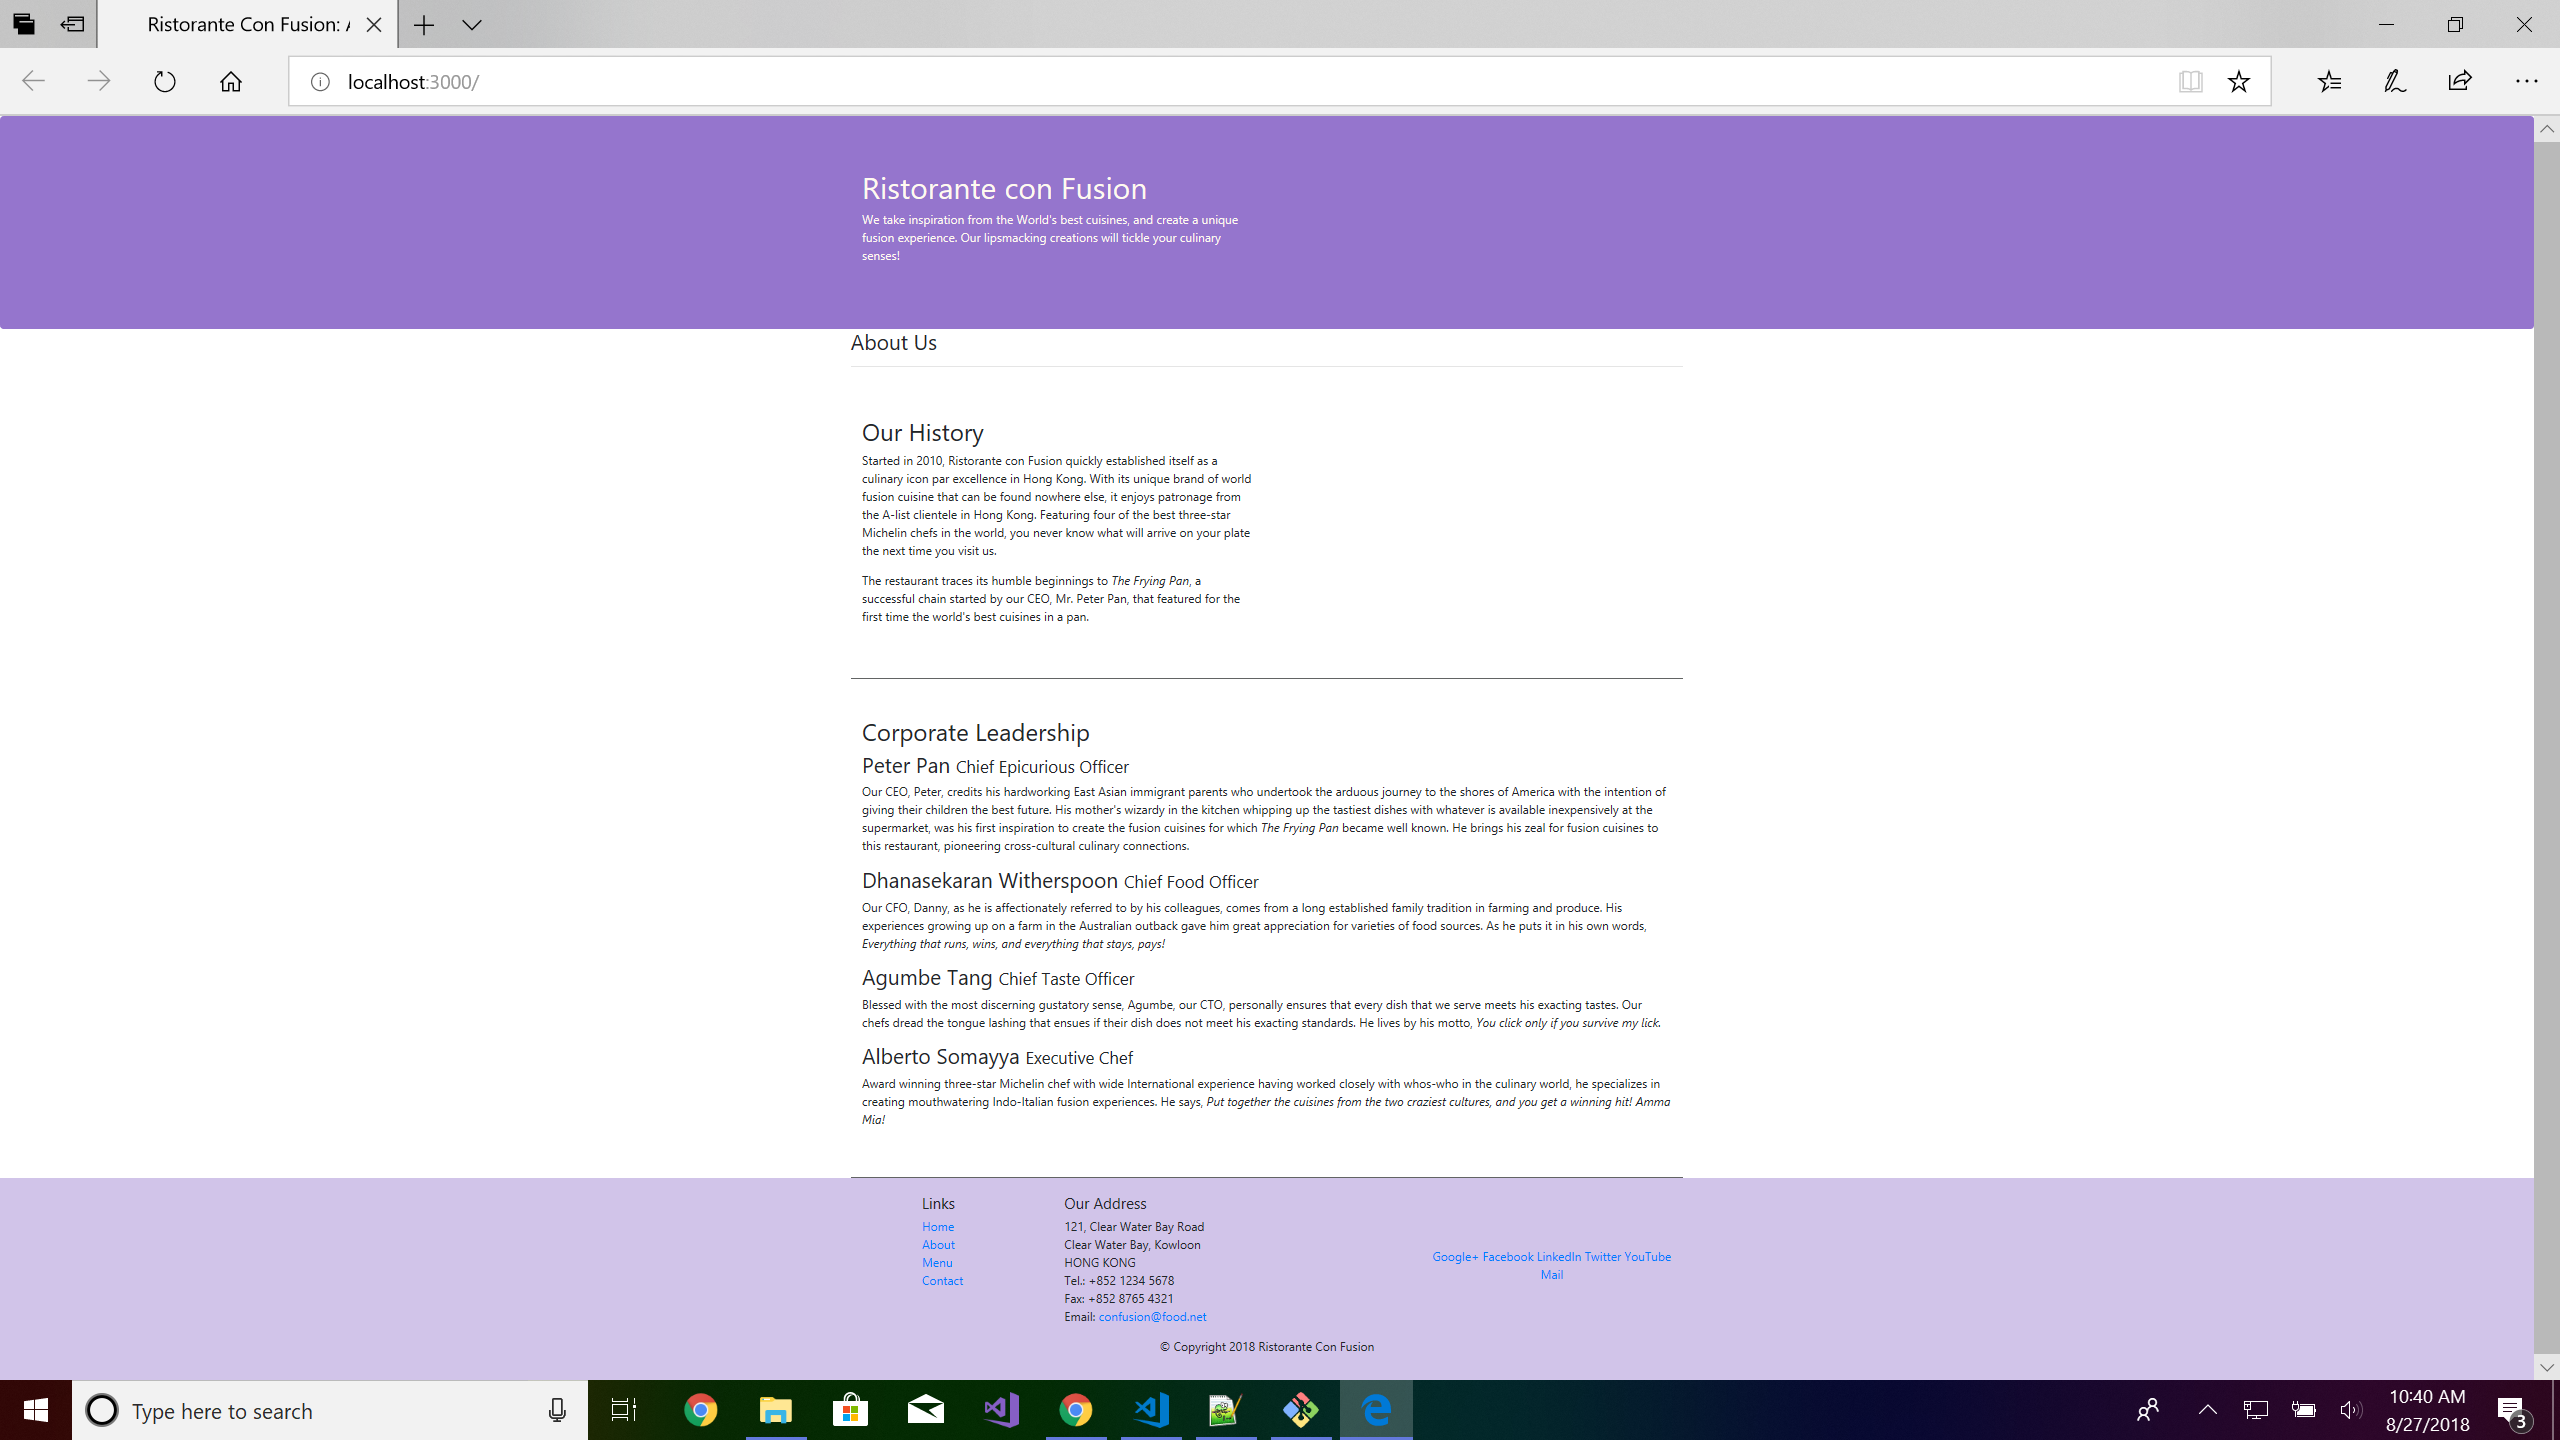 Ristorante Con Fusion: A
localhost:3000/
Ristorante con Fusion
We take inspiration from the World's best cuisines, and create a unique
fusion experience. Our lipsmacking creations will tickle your culinary
senses!
About Us
Our History
Started in 2010, Ristorante con Fusion quickly established itself as a
culinary icon par excellence in Hong Kong. With its unique brand of world
fusion cuisine that can be found nowhere else, it enjoys patronage from
the A-list clientele in Hong Kong. Featuring four of the best three-star
Michelin chefs in the world, you never know what will arrive on your plate
the next time you visit us.
The restaurant traces its humble beginnings to The Frying Pan, a
successful chain started by our CEO, Mr. Peter Pan, that featured for the
first time the world's best cuisines in a pan.
Corporate Leadership
Peter Pan Chief Epicurious Officer
Our CEO, Peter, credits his hardworking East Asian immigrant parents who undertook the arduous journey to the shores of America with the intention of
giving their children the best future. His mother's wizardy in the kitchen whipping up the tastiest dishes with whatever is available inexpensively at the
supermarket, was his first inspiration to create the fusion cuisines for which The Frying Pan became well known. He brings his zeal for fusion cuisines to
this restaurant, pioneering cross-cultural culinary connections.
Dhanasekaran Witherspoon Chief Food Officer
Our CFO, Danny, as he is affectionately referred to by his colleagues, comes from a long established family tradition in farming and produce. His
experiences growing up on a farm in the Australian outback gave him great appreciation for varieties of food sources. As he puts it in his own words,
Everything that runs, wins, and everything that stays, pays!
Agumbe Tang Chief Taste Officer
Blessed with the most discerning gustatory sense, Agumbe, our CTO, personally ensures that every dish that we serve meets his exacting tastes. Our
chefs dread the tongue lashing that ensues if their dish does not meet his exacting standards. He lives by his motto, You click only if you survive my lick.
Alberto Somayya Executive Chef
Award winning three-star Michelin chef with wide International experience having worked closely with whos-who in the culinary world, he specializes in
creating mouthwatering Indo-Italian fusion experiences. He says, Put together the cuisines from the two craziest cultures, and you get a winning hit! Amma
Mia!
Links
Home
About
Menu
Contact
Our Address
121, Clear Water Bay Road
Clear Water Bay, Kowloon
HONG KONG
Tel.: +852 1234 5678
Fax: +852 8765 4321
Email: confusion@food.net
Google+ Facebook LinkedIn Twitter YouTube
Mail
© Copyright 2018 Ristorante Con Fusion
Type here to search
10:40 AM
8/27/2018
3